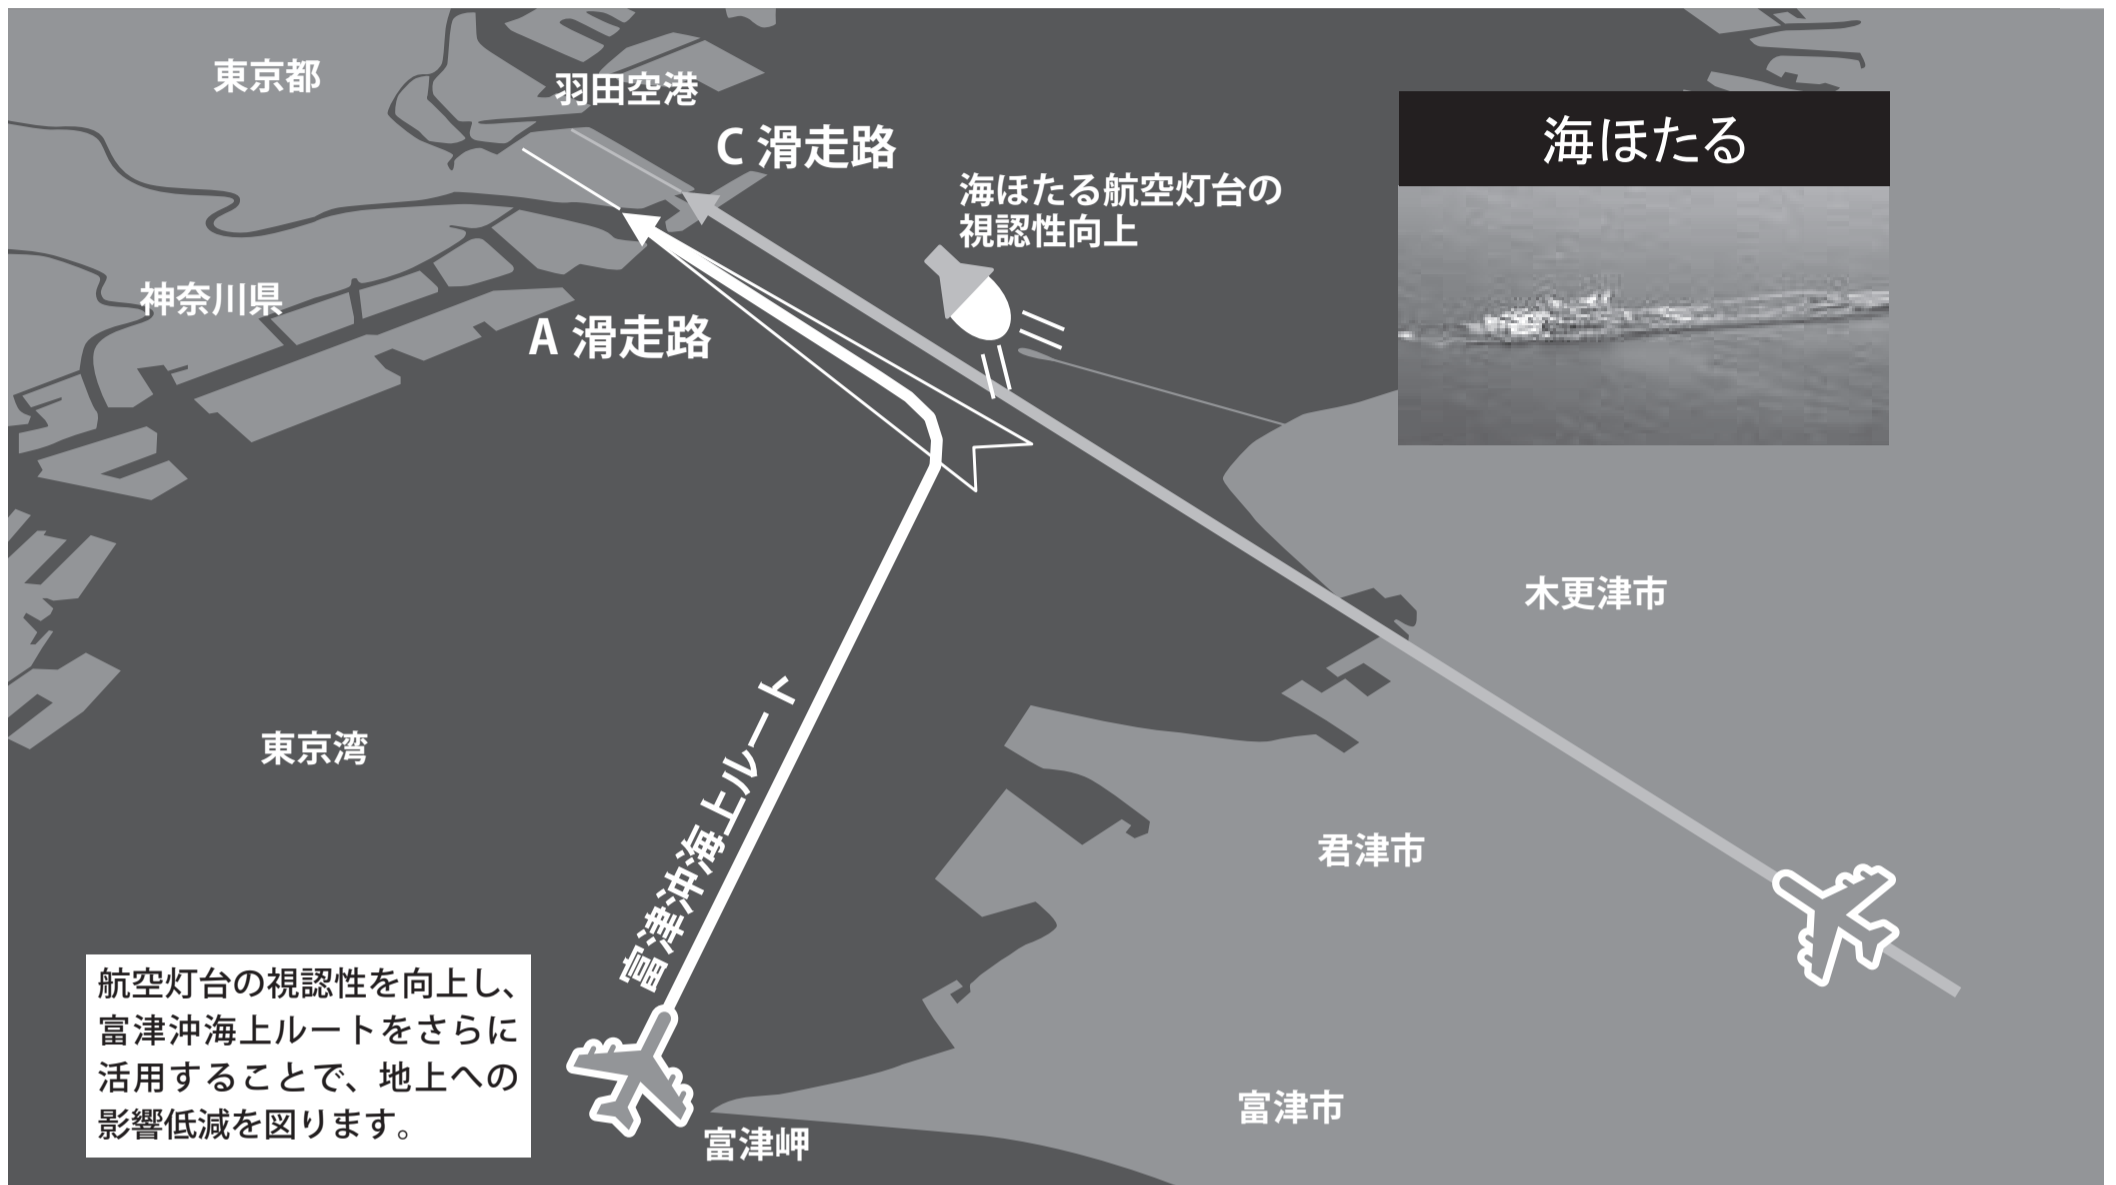 東京都
羽田空港
C 滑走路
海ほたる
海ほたる航空灯台の
視認性向上
神奈川県
A 滑走路
木更津市
東京湾
富津沖海上ルート
君津市
航空灯台の視認性を向上し、
富津沖海上ルートをさらに
活用することで、地上への
影響低減を図ります。
富津市
富津岬